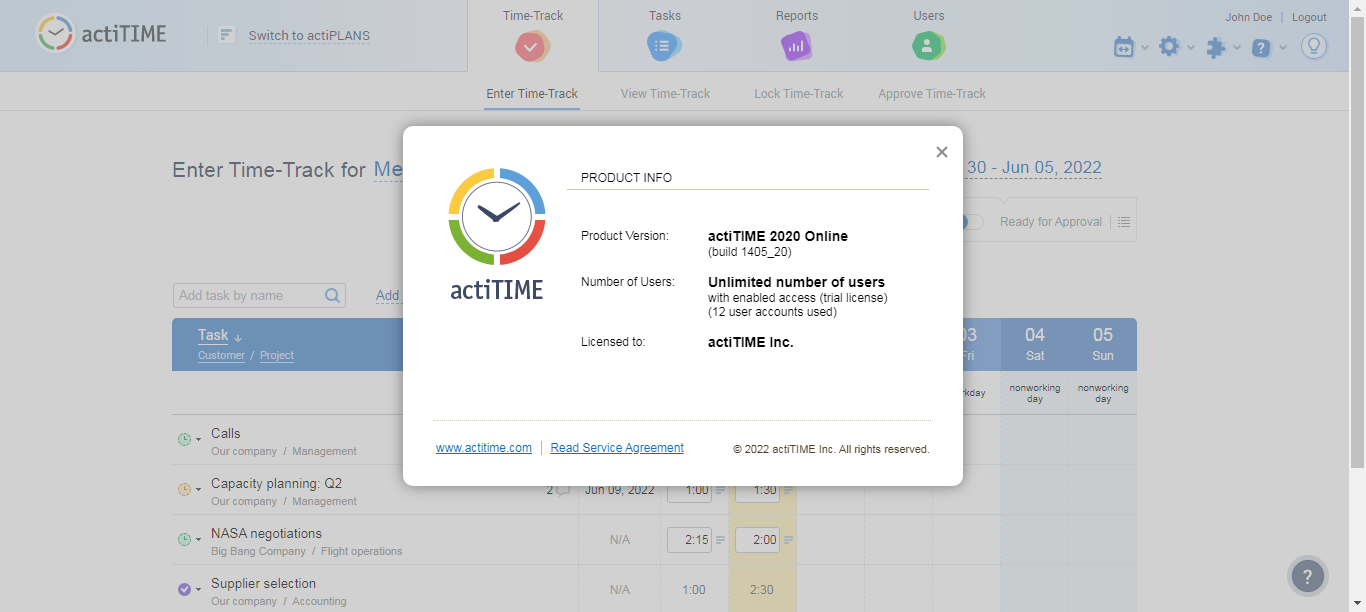 actiTIME
Switch to actiPLANS
Time-Track
Tasks
Reports
Users
John Doe | Logout
Enter Time-Track
View Time-Track
Lock Time-Track
Approve Time-Track
Enter Time-Track for Me
30 - Jun 05, 2022
Ready for Approval
PRODUCT INFO
Product Version:
actiTIME 2020 Online
(build 1405_20)
Number of Users:
Unlimited number of users
with enabled access (trial license)
(12 user accounts used)
Licensed to:
actiTIME Inc.
actiTIME
www.actitime.com | Read Service Agreement
© 2022 actiTIME Inc. All rights reserved.
Add task by name
Add
Task ↓
Customer / Project
03
Fri
04
Sat
05
Sun
nonworking
day
nonworking
day
Calls
Our company / Management
Capacity planning: Q2
Our company / Management
2 Jun 09, 2022 1:00 1:30
NASA negotiations
Big Bang Company / Flight operations
N/A 2:15 2:00
Supplier selection
Our company / Accounting
N/A 1:00 2:30
?